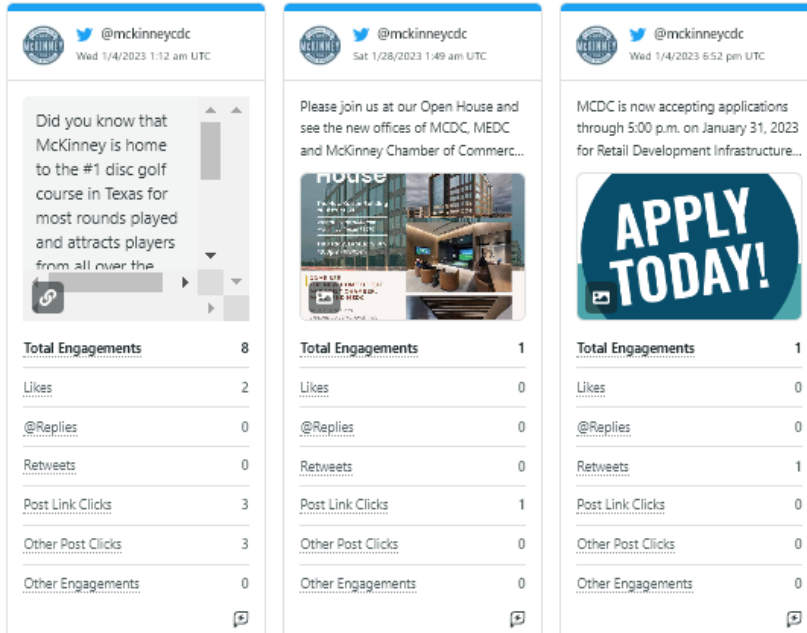 @mckinneycdc
Wed 1/4/2023 1:12 am UTC
Did you know that
McKinney is home
to the #1 disc golf
course in Texas for
most rounds played
and attracts players
from all over the
Total Engagements 8
Likes 2
@Replies 0
Retweets 0
Post Link Clicks 3
Other Post Clicks 3
Other Engagements 0
@mckinneycdc
Sat 1/28/2023 1:49 am UTC
Please join us at our Open House and
see the new offices of MCDC, MEDC
and McKinney Chamber of Commerc...
House
Total Engagements 1
Likes 0
@Replies 0
Retweets 0
Post Link Clicks 1
Other Post Clicks 0
Other Engagements 0
@mckinneycdc
Wed 1/4/2023 6:52 pm UTC
MCDC is now accepting applications
through 5:00 p.m. on January 31, 2023
for Retail Development Infrastructure...
APPLY
TODAY!
Total Engagements 1
Likes 0
@Replies 0
Retweets 1
Post Link Clicks 0
Other Post Clicks 0
Other Engagements 0